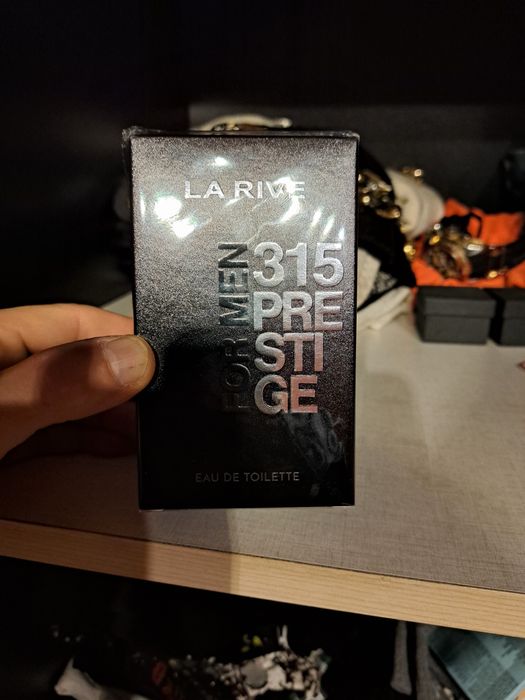 LA RIVE
FOR MEN
315
PRE
STI
GE
EAU DE TOILETTE